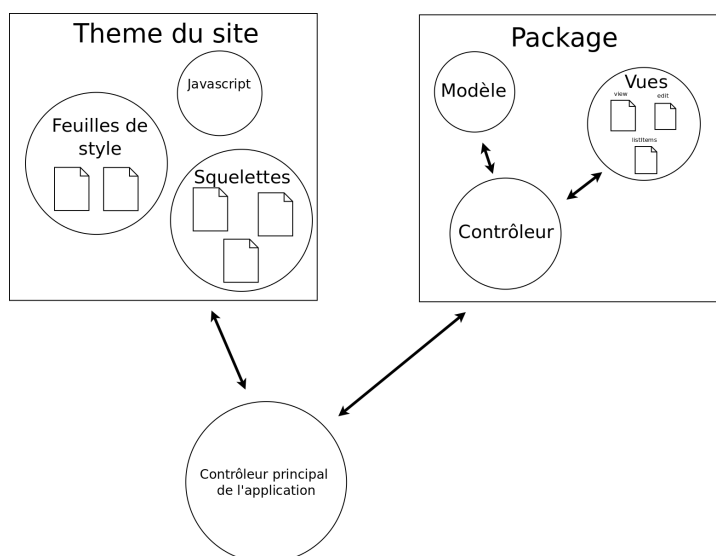 Theme du site
Javascript
Feuilles de
style
Squelettes
Package
Modèle
Vues
view
edit
listItems
Contrôleur
Contrôleur principal
de l'application